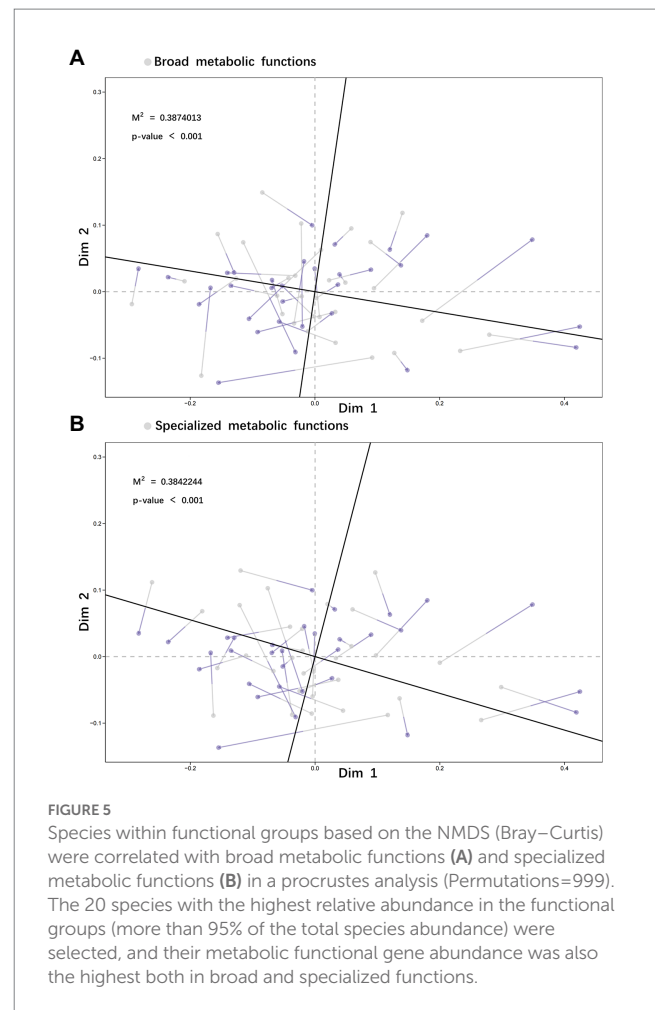 A
Broad metabolic functions
M² = 0.3874013
p-value < 0.001
0.3
0.2
0.1
0.0
−0.1
Dim 2
−0.2
0.0
0.2
0.4
Dim 1
B
Specialized metabolic functions
M² = 0.3842244
p-value < 0.001
0.3
0.2
0.1
0.0
−0.1
Dim 2
−0.2
0.0
0.2
0.4
Dim 1
FIGURE 5
Species within functional groups based on the NMDS (Bray–Curtis)
were correlated with broad metabolic functions (A) and specialized
metabolic functions (B) in a procrustes analysis (Permutations=999).
The 20 species with the highest relative abundance in the functional
groups (more than 95% of the total species abundance) were
selected, and their metabolic functional gene abundance was also
the highest both in broad and specialized functions.